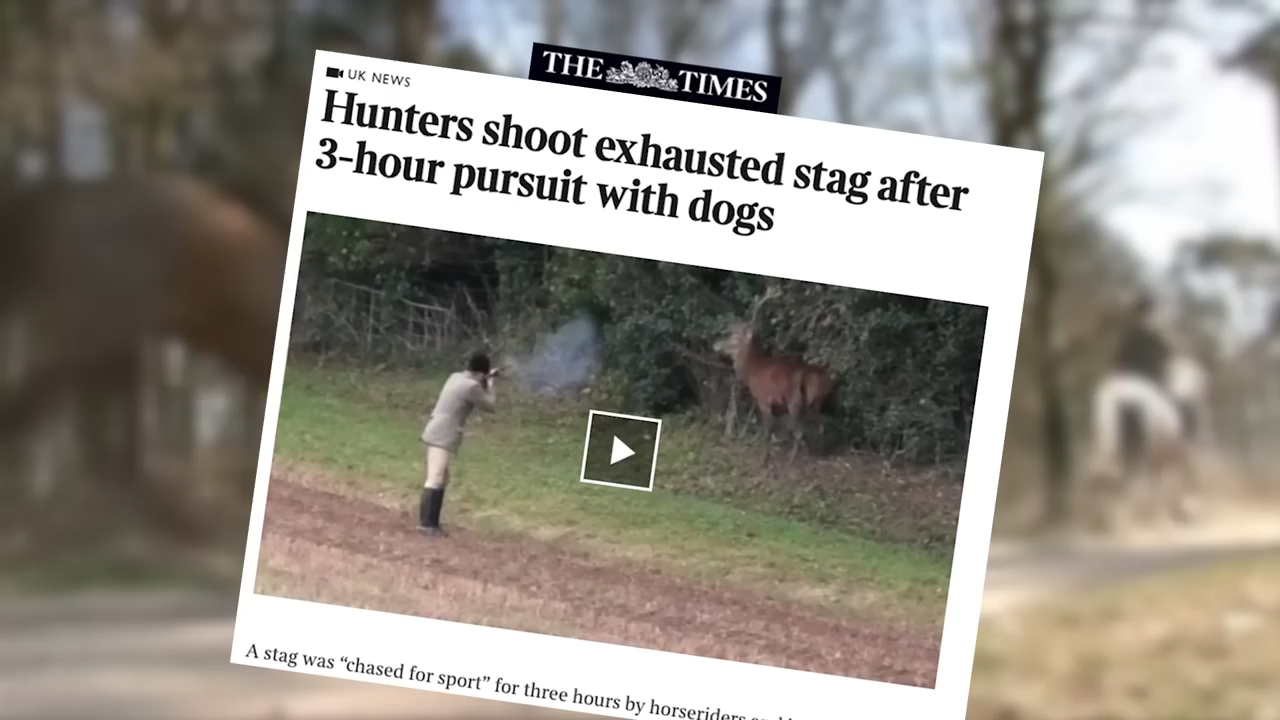 THE TIMES
UK NEWS
Hunters shoot exhausted stag after
3-hour pursuit with dogs
A stag was “chased for sport” for three hours by horseriders